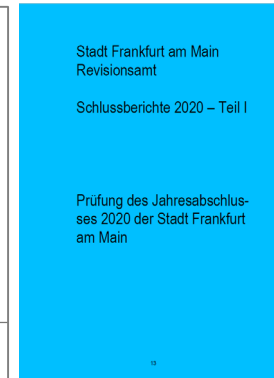 Stadt Frankfurt am Main
Revisionsamt
Schlussberichte 2020 – Teil I
Prüfung des Jahresabschlus-
ses 2020 der Stadt Frankfurt
am Main
13